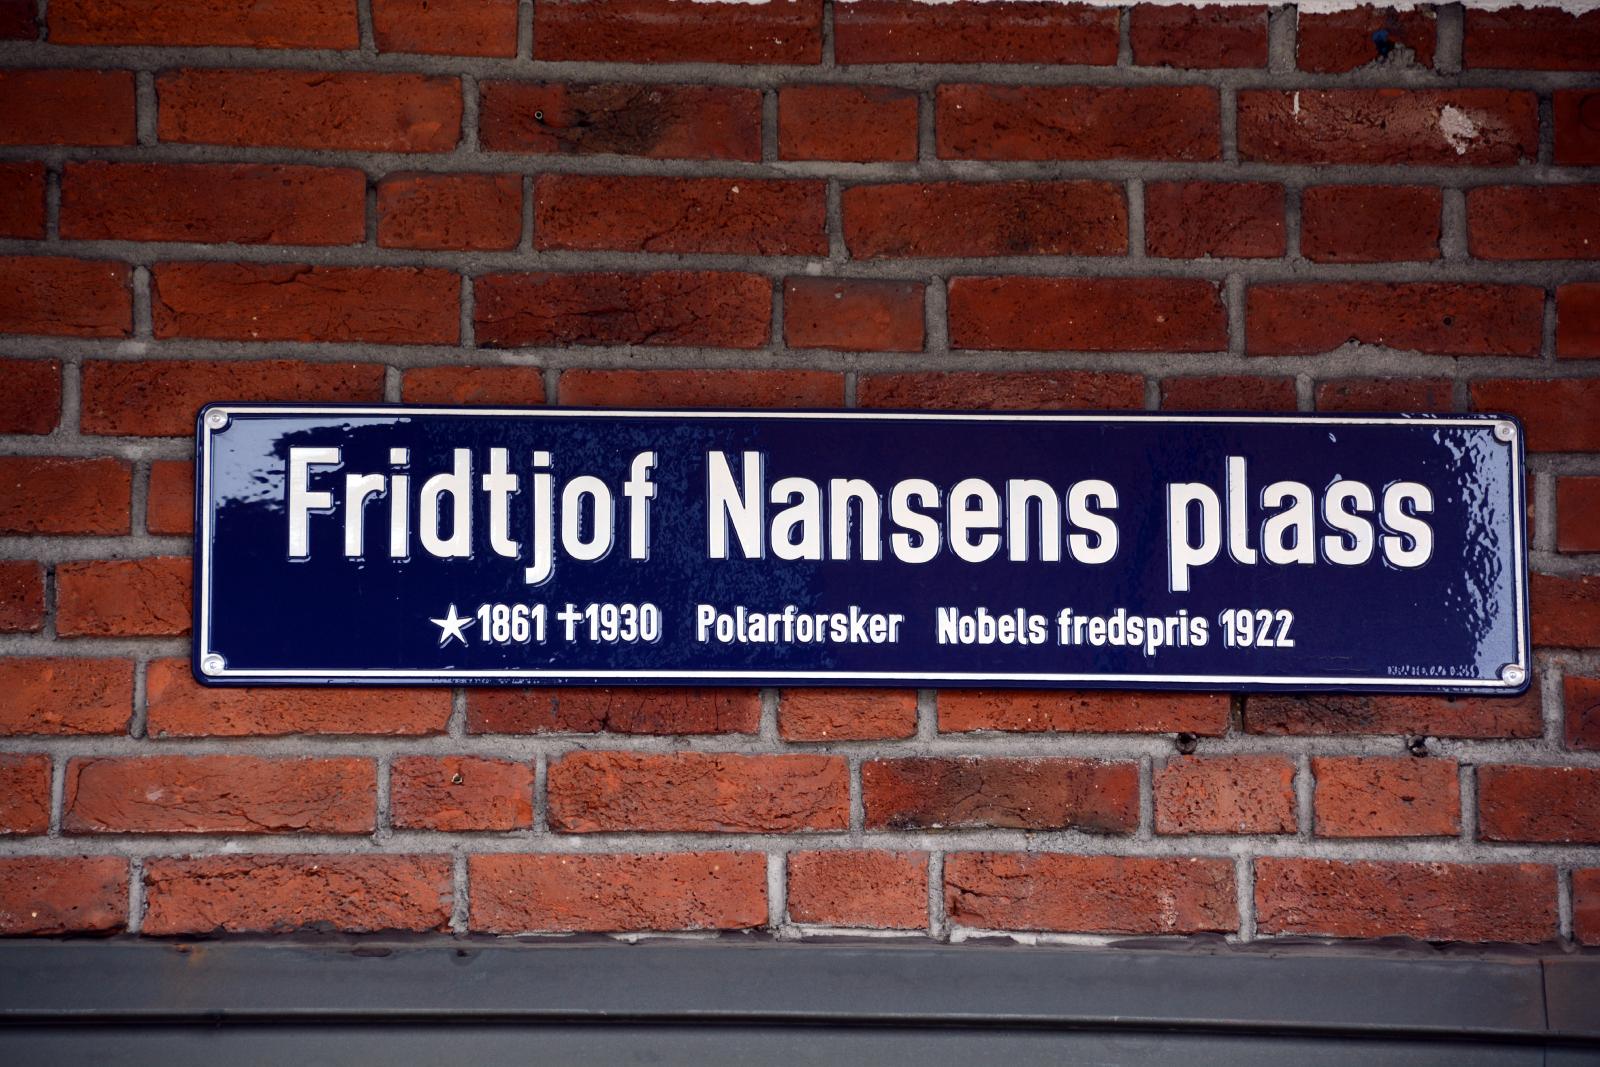 Fridtjof Nansens plass
★1861 ✝1930 Polarforsker Nobels fredspris 1922